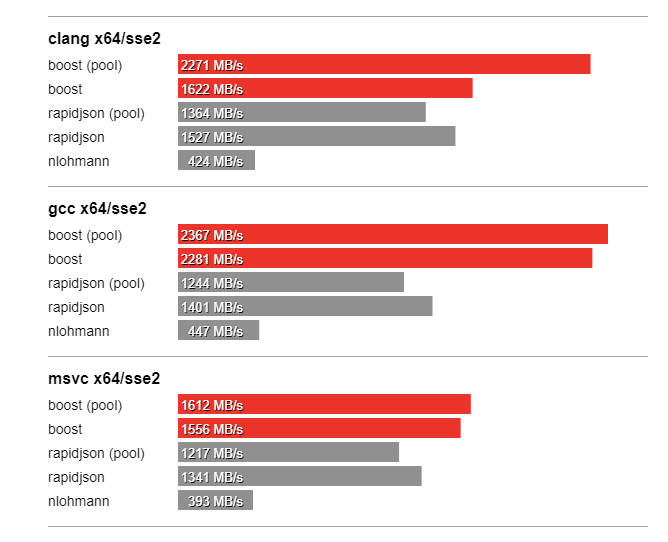 clang x64/sse2
boost (pool) 2271 MB/s
boost 1622 MB/s
rapidjson (pool) 1364 MB/s
rapidjson 1527 MB/s
nlohmann 424 MB/s
gcc x64/sse2
boost (pool) 2367 MB/s
boost 2281 MB/s
rapidjson (pool) 1244 MB/s
rapidjson 1401 MB/s
nlohmann 447 MB/s
msvc x64/sse2
boost (pool) 1612 MB/s
boost 1556 MB/s
rapidjson (pool) 1217 MB/s
rapidjson 1341 MB/s
nlohmann 393 MB/s